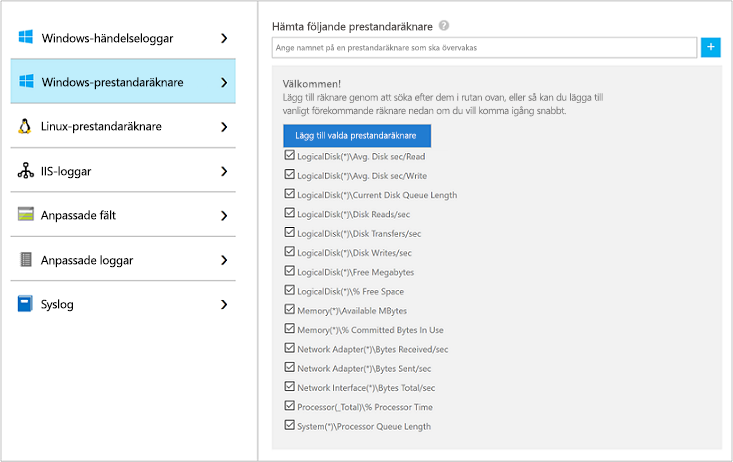 Windows-händelseloggar
Windows-prestandaräknare
Linux-prestandaräknare
IIS-loggar
Anpassade fält
Anpassade loggar
Syslog
Hämta följande prestandaräknare ?
Ange namnet på en prestandaräknare som ska övervakas
+
Välkommen!
Lägg till räknare genom att söka efter dem i rutan ovan, eller så kan du lägga till
vanligt förekommande räknare nedan om du vill komma igång snabbt.
Lägg till valda prestandaräknare
LogicalDisk(*)\Avg. Disk sec/Read
LogicalDisk(*)\Avg. Disk sec/Write
LogicalDisk(*)\Current Disk Queue Length
LogicalDisk(*)\Disk Reads/sec
LogicalDisk(*)\Disk Transfers/sec
LogicalDisk(*)\Disk Writes/sec
LogicalDisk(*)\Free Megabytes
LogicalDisk(*)\% Free Space
Memory(*)\Available MBytes
Memory(*)\% Committed Bytes In Use
Network Adapter(*)\Bytes Received/sec
Network Adapter(*)\Bytes Sent/sec
Network Interface(*)\Bytes Total/sec
Processor(_Total)\% Processor Time
System(*)\Processor Queue Length